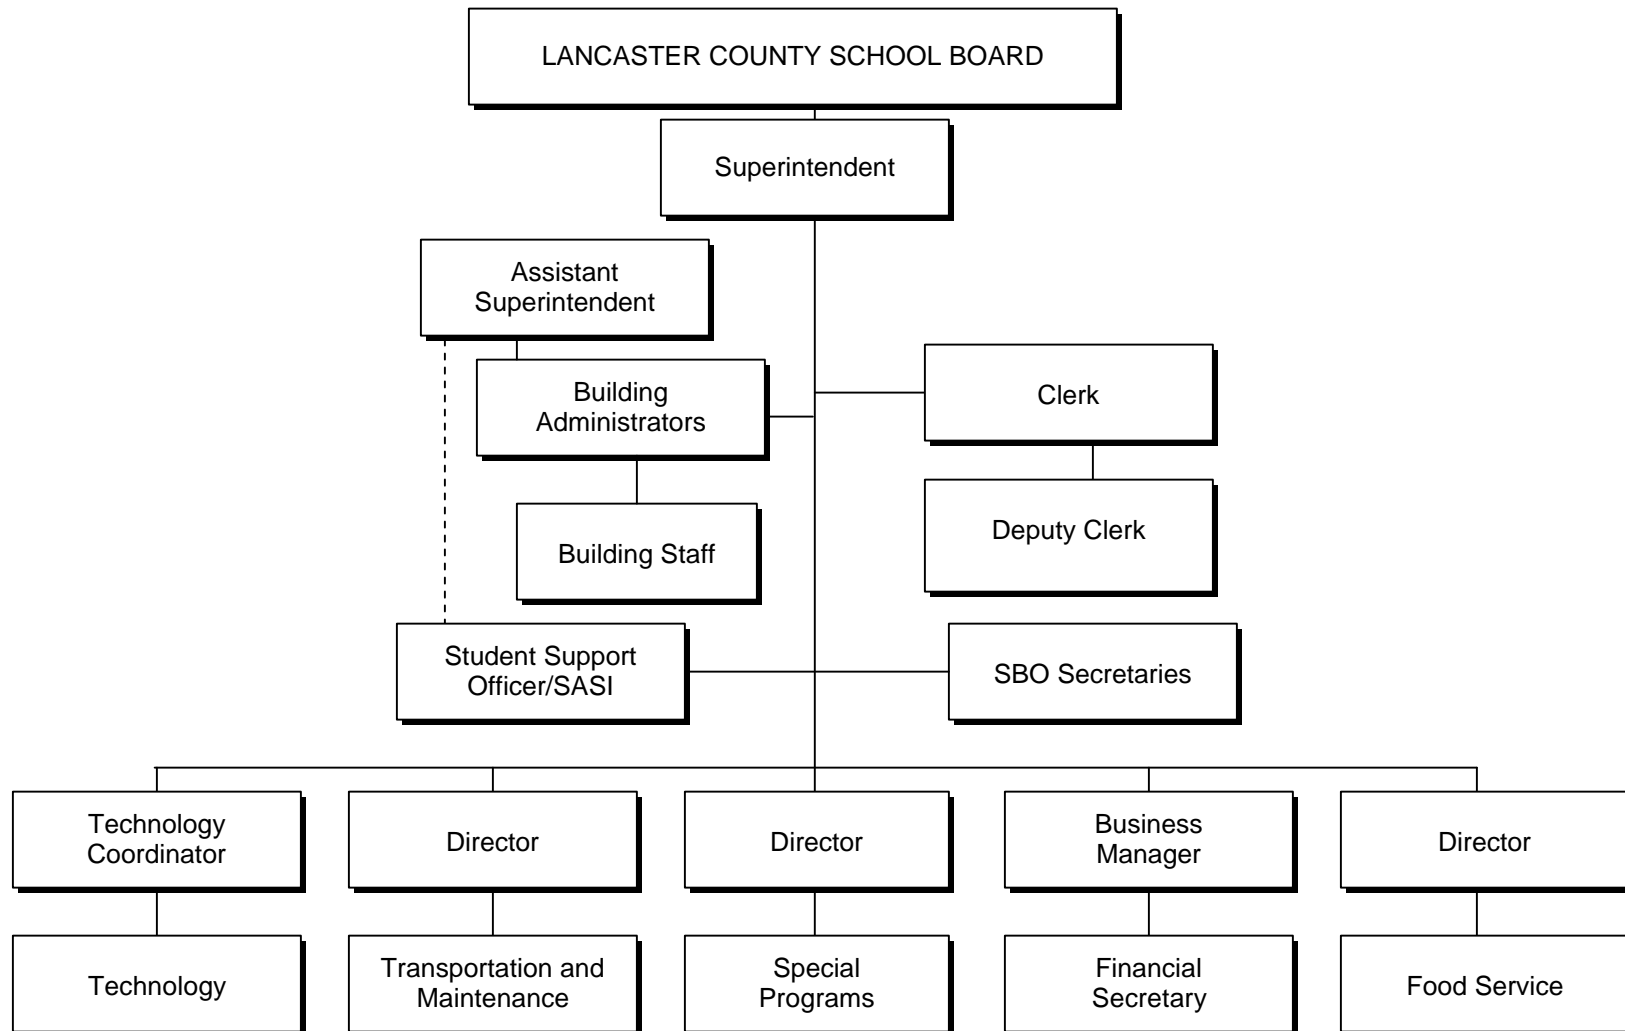 LANCASTER COUNTY SCHOOL BOARD
Superintendent
Assistant
Superintendent
Building
Administrators
Clerk
Building Staff
Deputy Clerk
Student Support
Officer/SASI
SBO Secretaries
Technology
Coordinator
Director
Director
Business
Manager
Director
Technology
Transportation and
Maintenance
Special
Programs
Financial
Secretary
Food Service